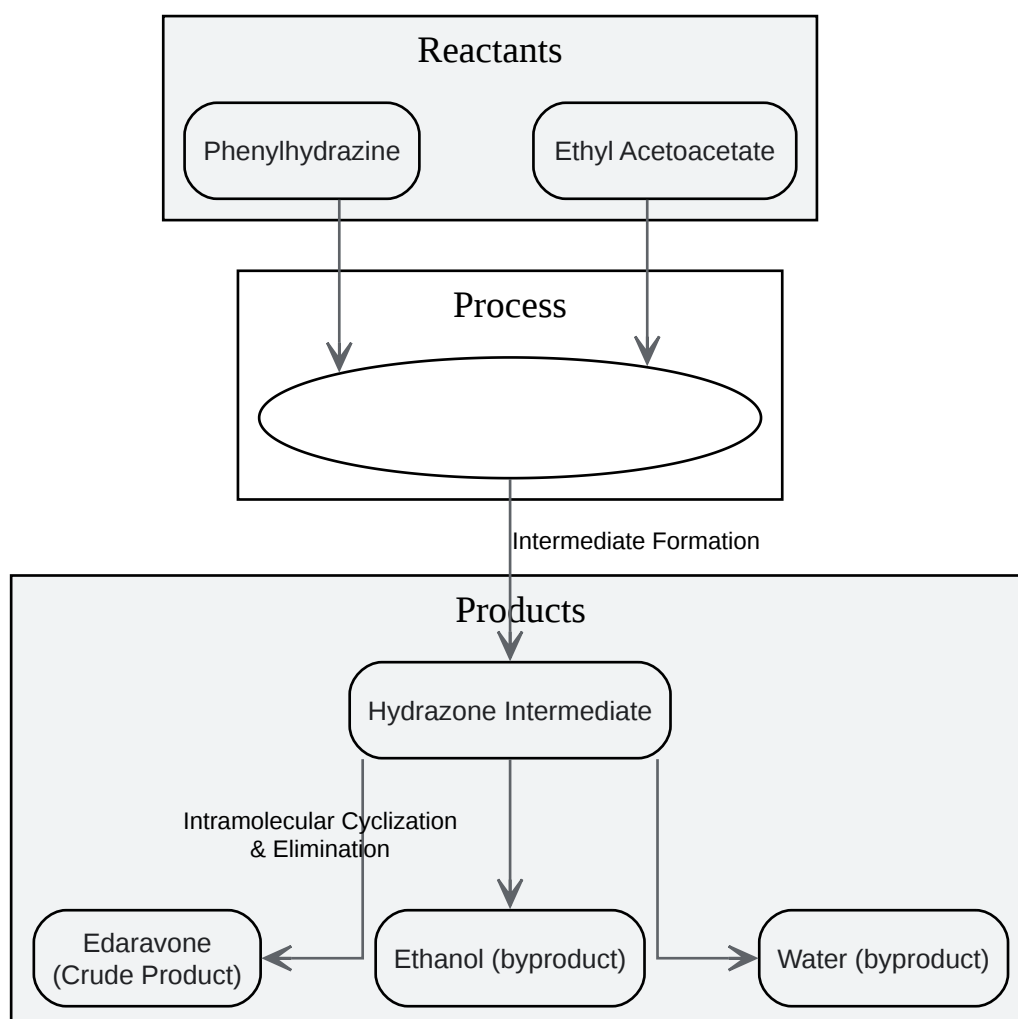 Reactants
Phenylhydrazine
Ethyl Acetoacetate
Process
Intermediate Formation
Products
Hydrazone Intermediate
Intramolecular Cyclization
& Elimination
Edaravone
(Crude Product)
Ethanol (byproduct)
Water (byproduct)